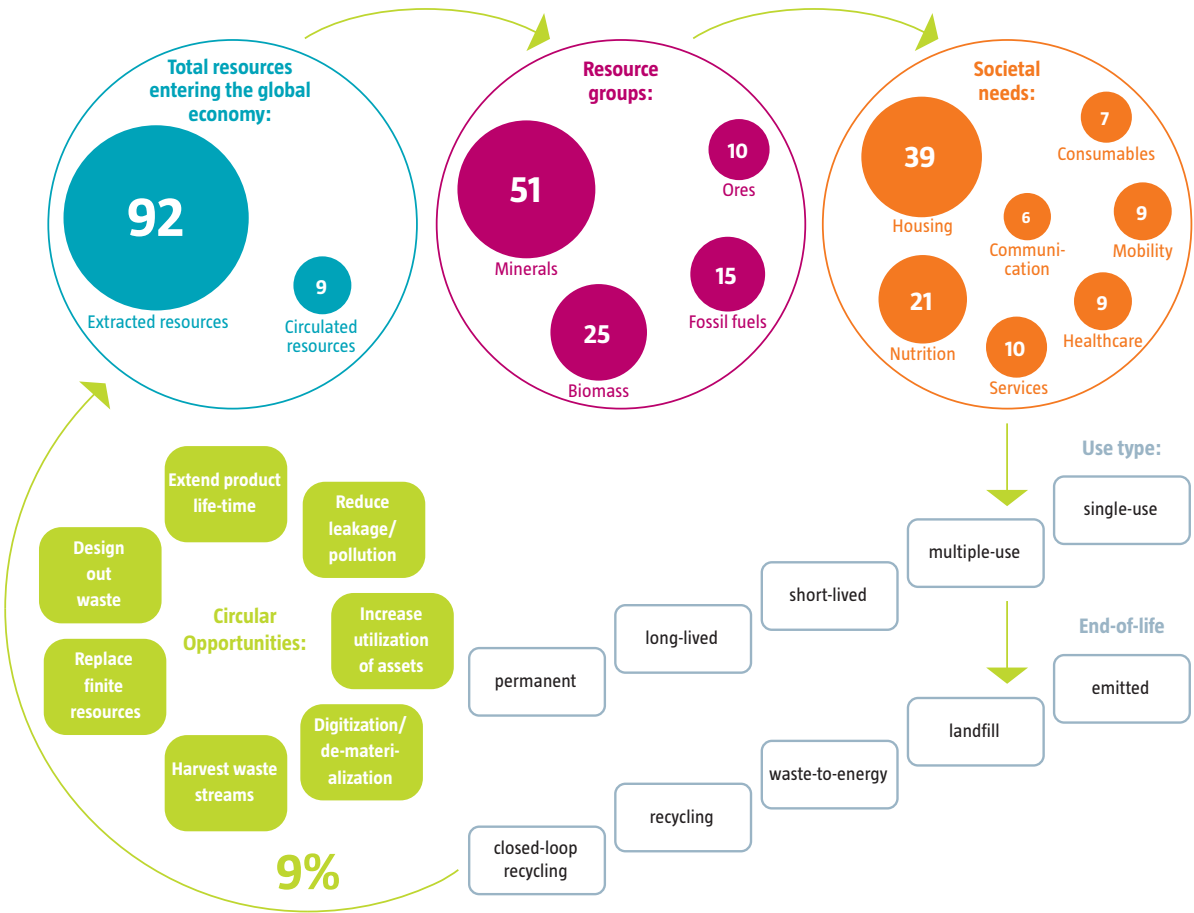 Total resources
entering the global
economy:
92
Extracted resources
9
Circulated
resources
Resource
groups:
51
Minerals
10
Ores
15
Fossil fuels
25
Biomass
Societal
needs:
39
Housing
7
Consumables
6
Communi-
cation
9
Mobility
21
Nutrition
10
Services
9
Healthcare
Use type:
single-use
multiple-use
short-lived
long-lived
permanent
End-of-life
emitted
landfill
waste-to-energy
recycling
closed-loop
recycling
Circular
Opportunities:
Extend product
life-time
Reduce
leakage/
pollution
Increase
utilization
of assets
Digitization/
de-materi-
alization
Harvest waste
streams
Replace
finite
resources
Design
out
waste
9%